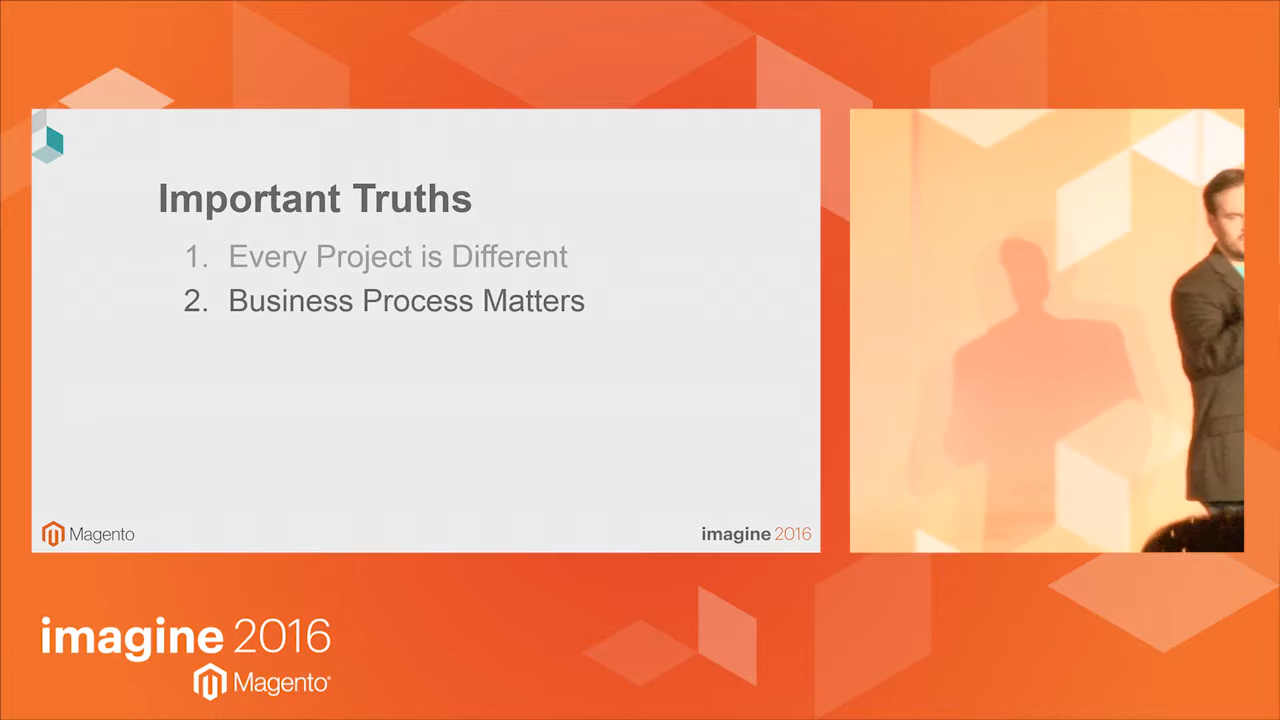 Important Truths
1. Every Project is Different
2. Business Process Matters
Magento
imagine 2016
imagine 2016
Magento®